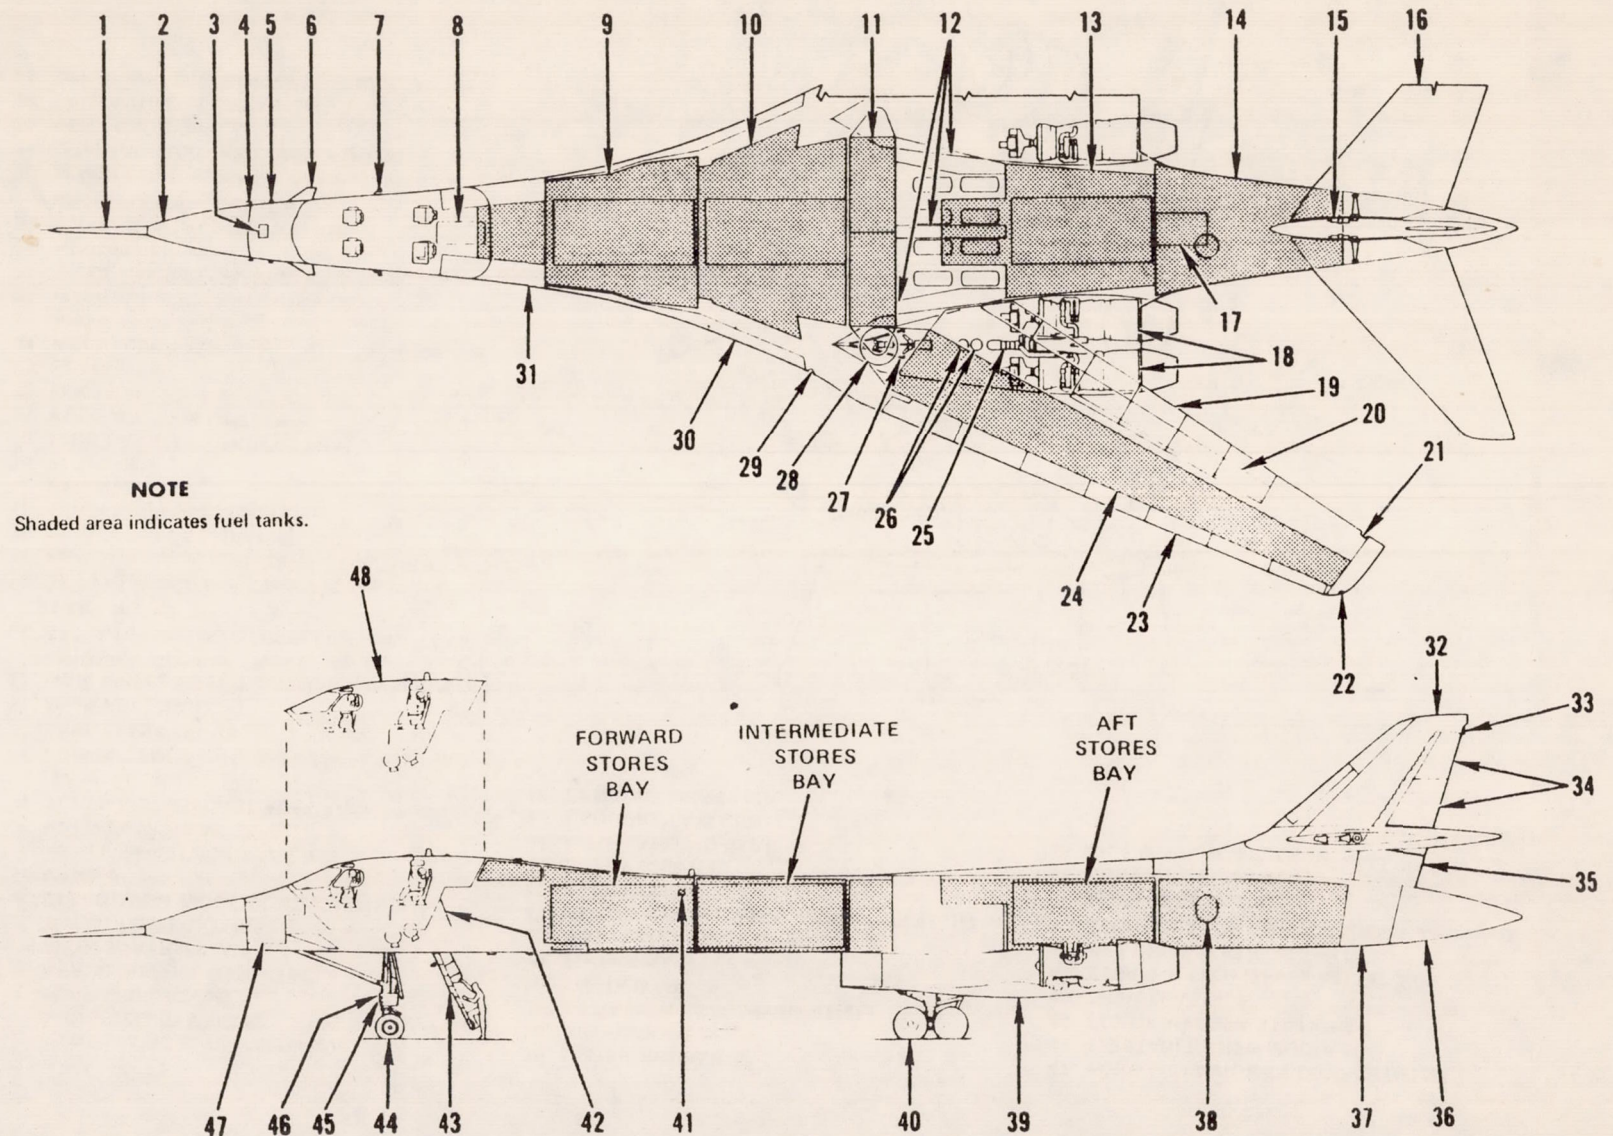 1 2 3 4 5 6 7 8 9 10 11 12 13 14 15 16
17
18
31
19
30
20
29
28
27
26
25
21
NOTE
Shaded area indicates fuel tanks.
24
23
22
48
32
33
34
35
FORWARD
STORES
BAY
INTERMEDIATE
STORES
BAY
AFT
STORES
BAY
47 46 45 44 43 42 41 40 39 38 37 36